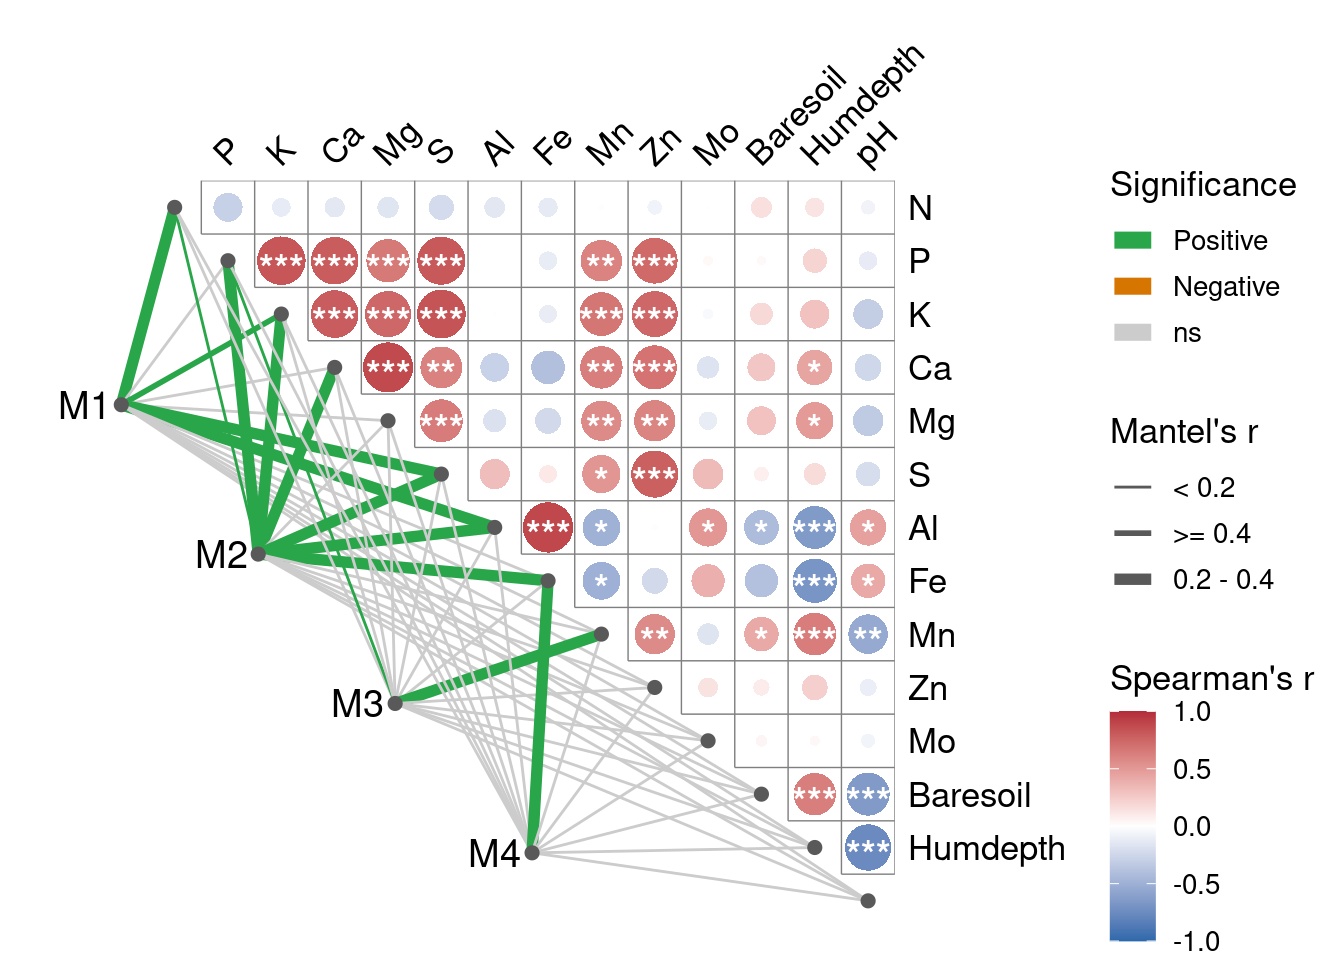 P K Ca Mg S Al Fe Mn Zn Mo Baresoil Humdepth pH
N
*** *** *** *** ** *** P
*** *** *** *** *** K
*** ** ** *** * Ca
*** ** ** * Mg
* *** S
*** * * * *** * Al
* *** * Fe
** * *** ** Mn
Zn
Mo
*** *** Baresoil
*** Humdepth
M1
M2
M3
M4
Significance
Positive
Negative
ns
Mantel's r
< 0.2
>= 0.4
0.2 - 0.4
Spearman's r
1.0
0.5
0.0
-0.5
-1.0